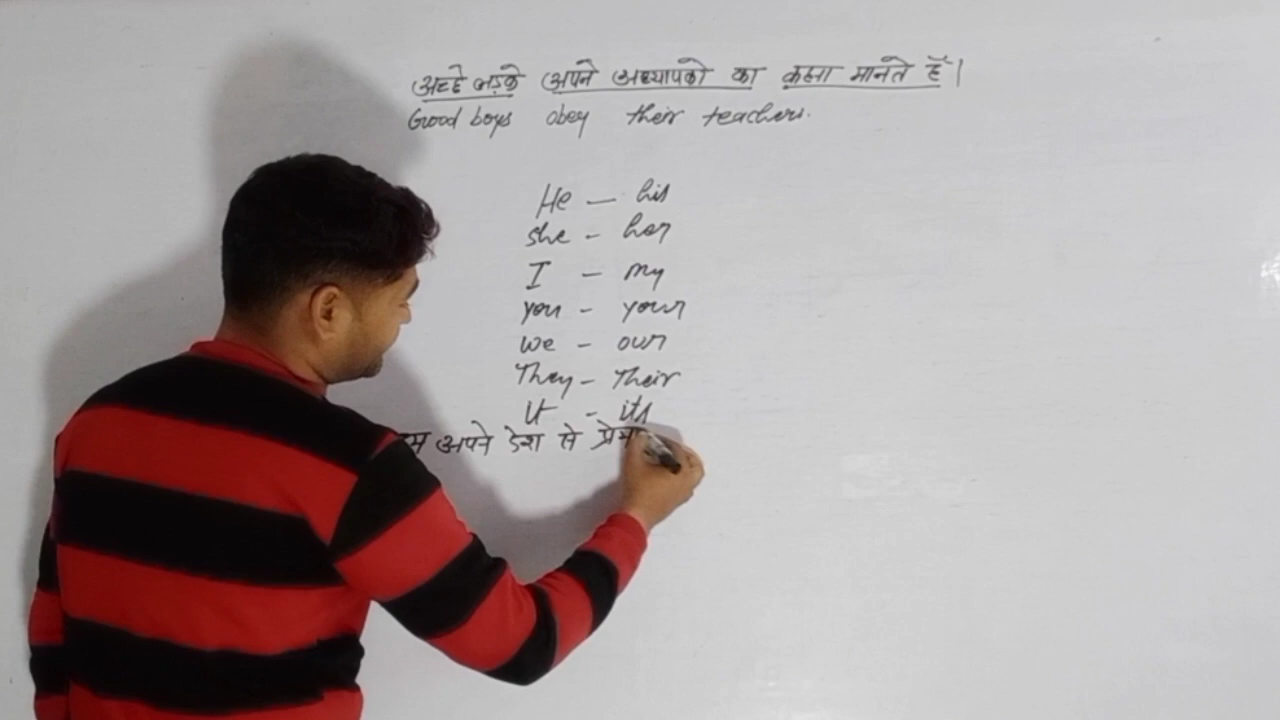 अच्छे लड़के अपने अध्यापको का कहना मानते हैं।
Good boys obey their teachers.
He — his
she - her
I - my
you - your
we - our
They - Their
it - its
हम अपने देश से प्रेम